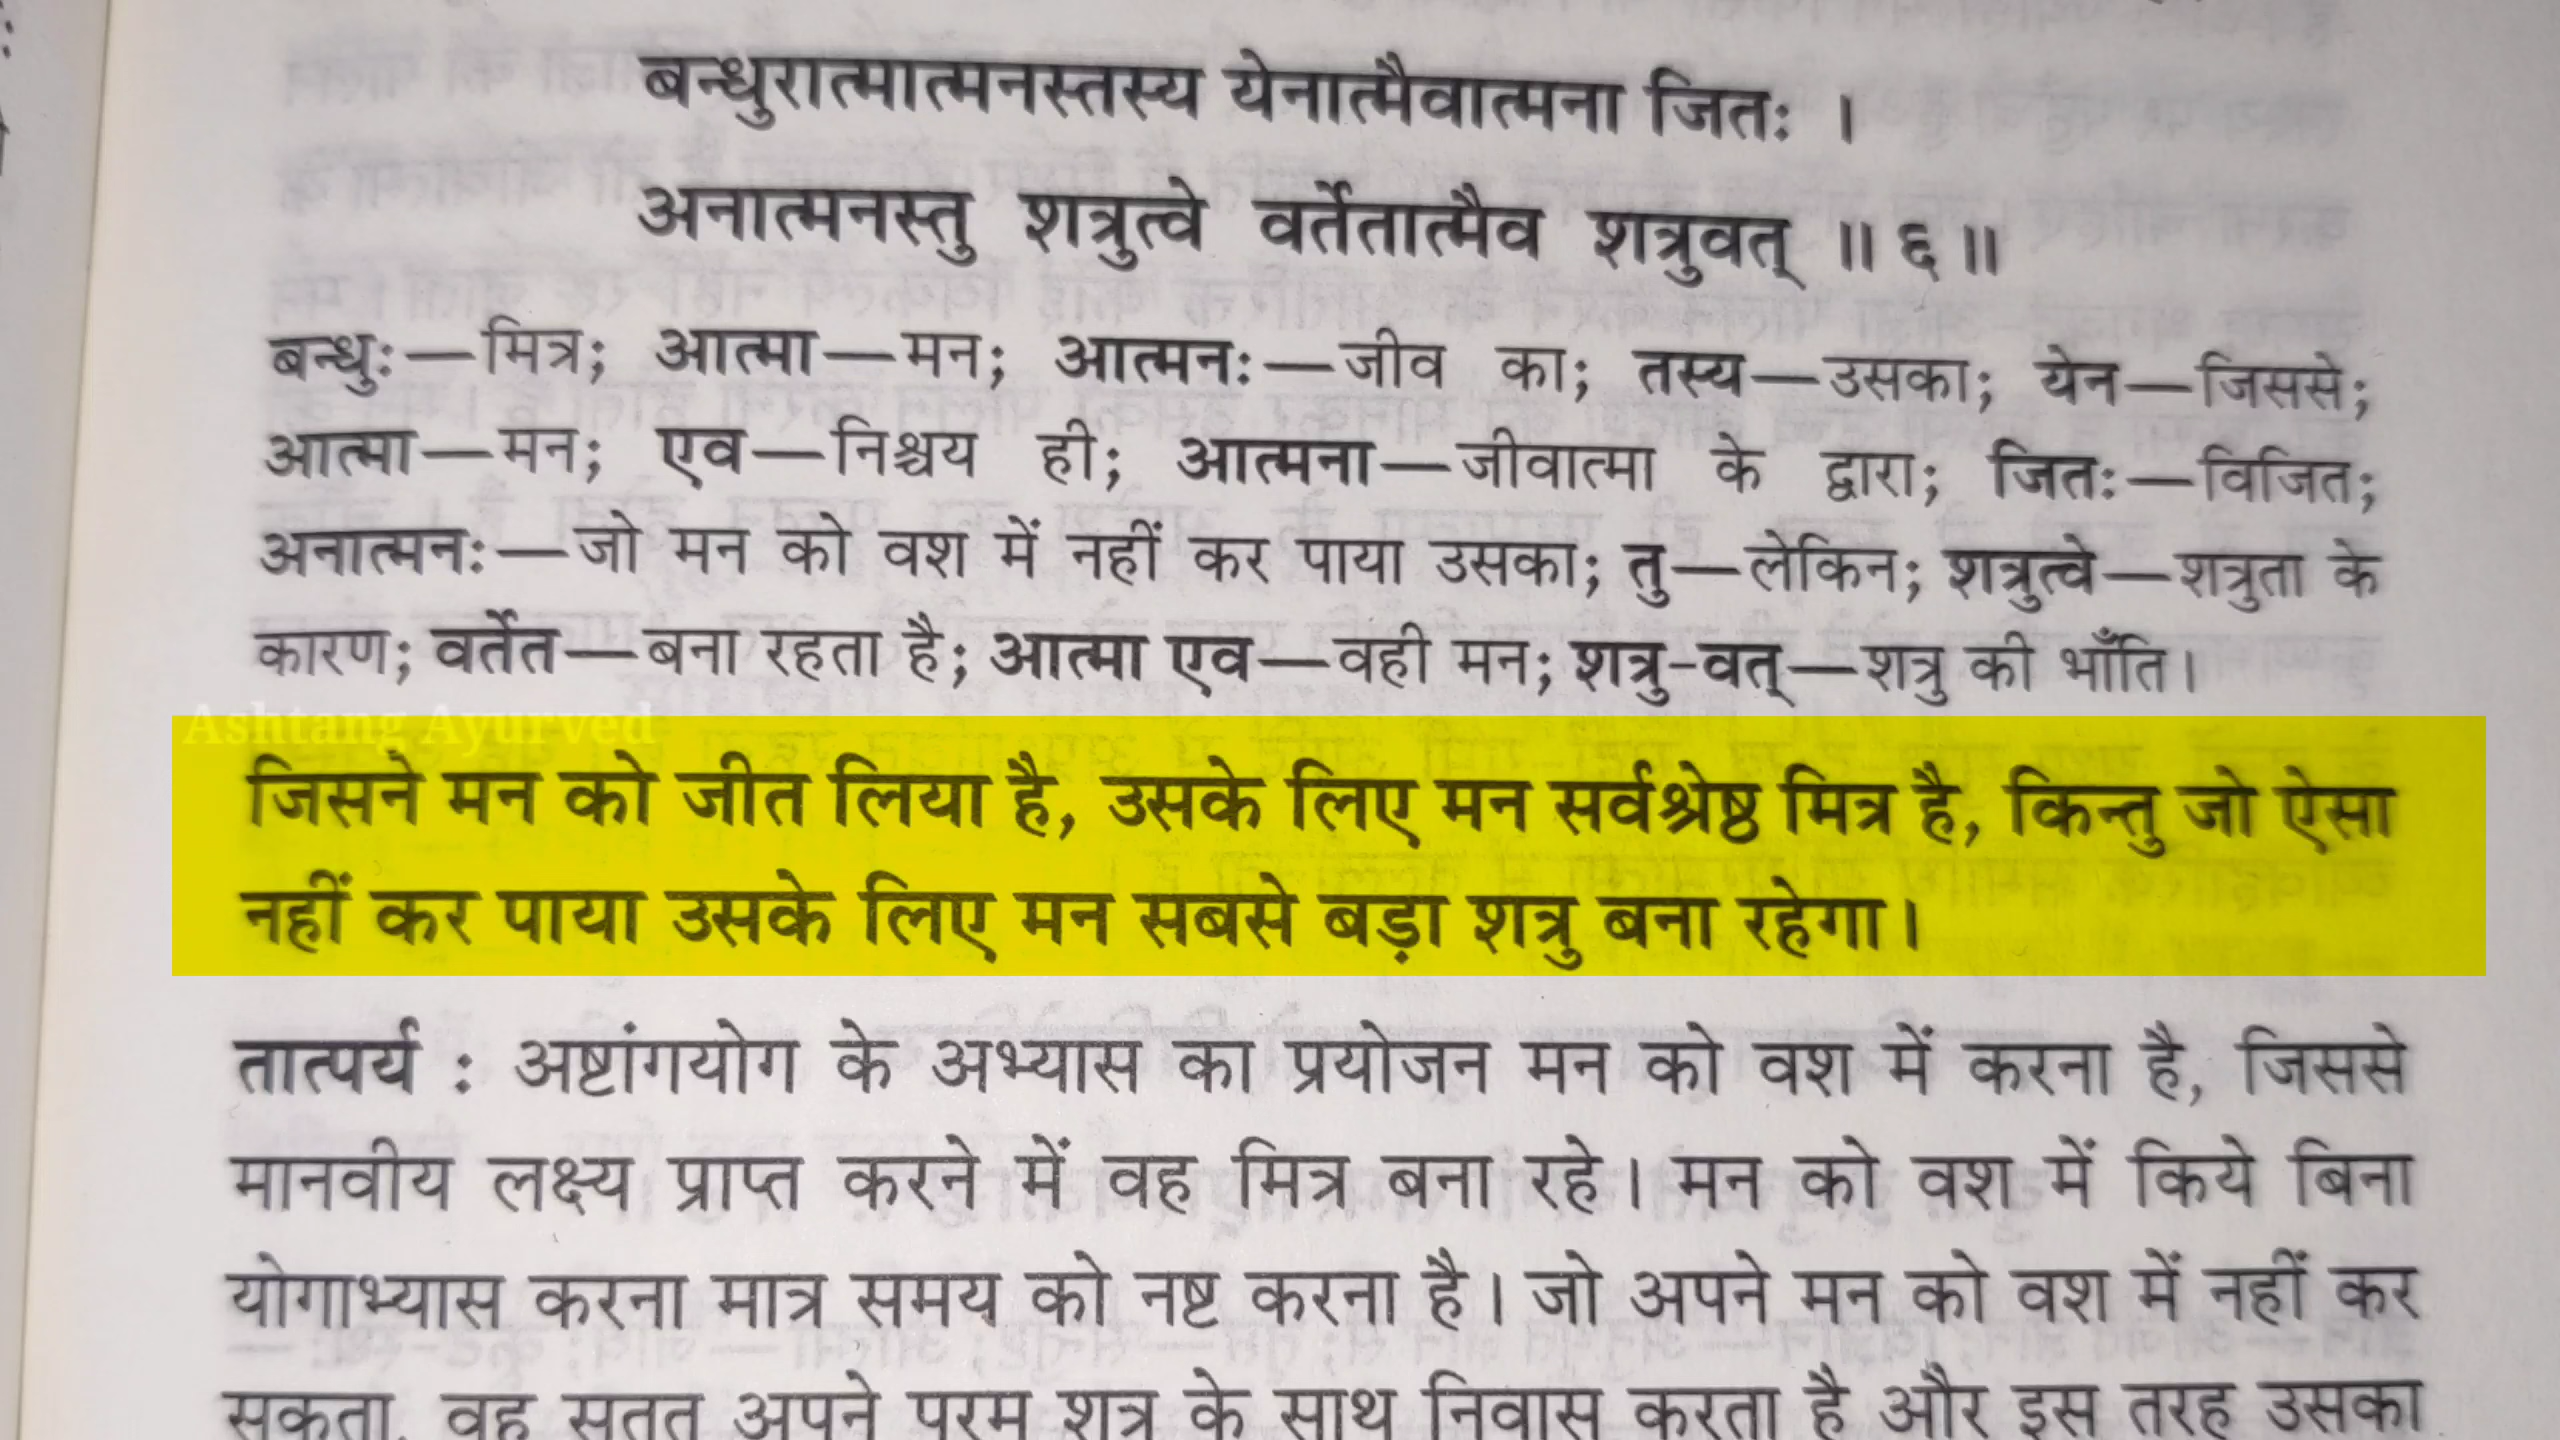 बन्धुरात्मात्मनस्तस्य येनात्मैवात्मना जितः ।
अनात्मनस्तु शत्रुत्वे वर्तेतात्मैव शत्रुवत् ॥ ६ ॥
बन्धुः—मित्र; आत्मा—मन; आत्मनः—जीव का; तस्य—उसका; येन—जिससे;
आत्मा—मन; एव—निश्चय ही; आत्मना—जीवात्मा के द्वारा; जितः—विजित;
अनात्मनः—जो मन को वश में नहीं कर पाया उसका; तु—लेकिन; शत्रुत्वे—शत्रुता के
कारण; वर्तेत—बना रहता है; आत्मा एव—वही मन; शत्रु-वत्—शत्रु की भाँति।
Ashtang Ayurved
जिसने मन को जीत लिया है, उसके लिए मन सर्वश्रेष्ठ मित्र है, किन्तु जो ऐसा
नहीं कर पाया उसके लिए मन सबसे बड़ा शत्रु बना रहेगा।
तात्पर्य : अष्टांगयोग के अभ्यास का प्रयोजन मन को वश में करना है, जिससे
मानवीय लक्ष्य प्राप्त करने में वह मित्र बना रहे। मन को वश में किये बिना
योगाभ्यास करना मात्र समय को नष्ट करना है। जो अपने मन को वश में नहीं कर
सकता, वह सतत अपने परम शत्रु के साथ निवास करता है और इस तरह उसका